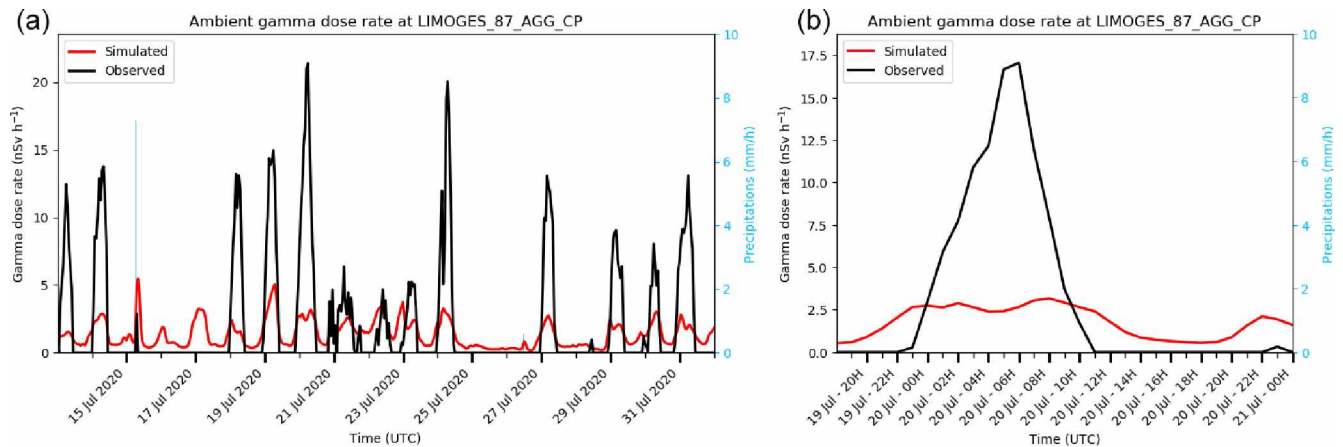 (a)
Ambient gamma dose rate at LIMOGES_87_AGG_CP
Simulated
Observed
Gamma dose rate (nSv h⁻¹)
20
15
10
5
0
10
8
6
4
2
0
Precipitations (mm/h)
15 Jul 2020
17 Jul 2020
19 Jul 2020
21 Jul 2020
23 Jul 2020
25 Jul 2020
27 Jul 2020
29 Jul 2020
31 Jul 2020
Time (UTC)
(b)
Ambient gamma dose rate at LIMOGES_87_AGG_CP
Simulated
Observed
Gamma dose rate (nSv h⁻¹)
17.5
15.0
12.5
10.0
7.5
5.0
2.5
0.0
10
8
6
4
2
0
Precipitations (mm/h)
19 Jul - 20H
19 Jul - 22H
20 Jul - 00H
20 Jul - 02H
20 Jul - 04H
20 Jul - 06H
20 Jul - 08H
20 Jul - 10H
20 Jul - 12H
20 Jul - 14H
20 Jul - 16H
20 Jul - 18H
20 Jul - 20H
20 Jul - 22H
21 Jul - 00H
Time (UTC)